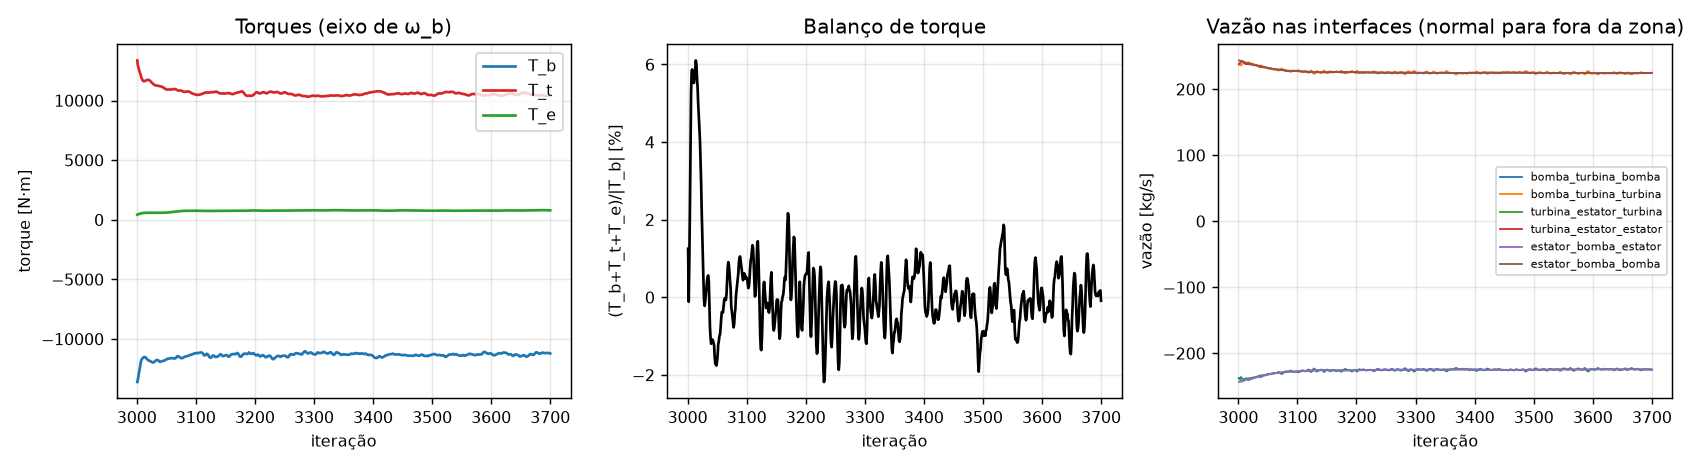 Torques (eixo de ω_b)
torque [N·m]
10000
5000
0
−5000
−10000
T_b
T_t
T_e
3000 3100 3200 3300 3400 3500 3600 3700
iteração
Balanço de torque
(T_b+T_t+T_e)/|T_b| [%]
6
4
2
0
−2
3000 3100 3200 3300 3400 3500 3600 3700
iteração
Vazão nas interfaces (normal para fora da zona)
vazão [kg/s]
200
100
0
−100
−200
bomba_turbina_bomba
bomba_turbina_turbina
turbina_estator_turbina
turbina_estator_estator
estator_bomba_estator
estator_bomba_bomba
3000 3100 3200 3300 3400 3500 3600 3700
iteração